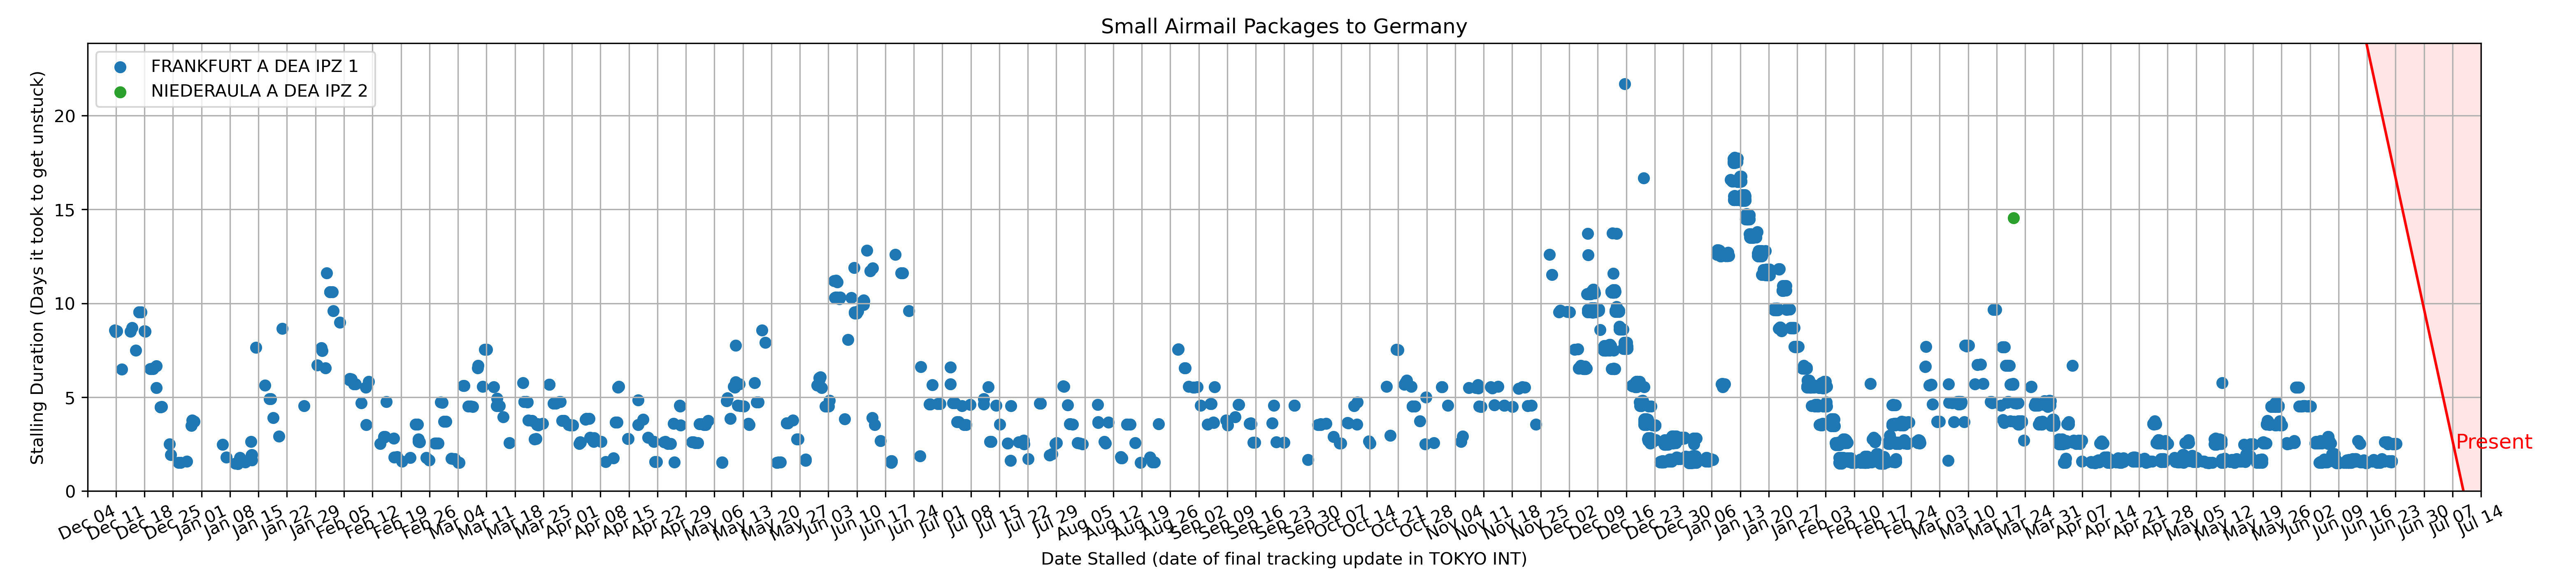 Small Airmail Packages to Germany
FRANKFURT A DEA IPZ 1
NIEDERAULA A DEA IPZ 2
Stalling Duration (Days it took to get unstuck)
20
15
10
5
0
Present
Dec 04 Dec 11 Dec 18 Dec 25 Jan 01 Jan 08 Jan 15 Jan 22 Jan 29 Feb 05 Feb 12 Feb 19 Feb 26 Mar 04 Mar 11 Mar 18 Mar 25 Apr 01 Apr 08 Apr 15 Apr 22 Apr 29 May 06 May 13 May 20 May 27 Jun 03 Jun 10 Jun 17 Jun 24 Jul 01 Jul 08 Jul 15 Jul 22 Jul 29 Aug 05 Aug 12 Aug 19 Aug 26 Sep 02 Sep 09 Sep 16 Sep 23 Sep 30 Oct 07 Oct 14 Oct 21 Oct 28 Nov 04 Nov 11 Nov 18 Nov 25 Dec 02 Dec 09 Dec 16 Dec 23 Dec 30 Jan 06 Jan 13 Jan 20 Jan 27 Feb 03 Feb 10 Feb 17 Feb 24 Mar 03 Mar 10 Mar 17 Mar 24 Mar 31 Apr 07 Apr 14 Apr 21 Apr 28 May 05 May 12 May 19 May 26 Jun 02 Jun 09 Jun 16 Jun 23 Jun 30 Jul 07 Jul 14
Date Stalled (date of final tracking update in TOKYO INT)